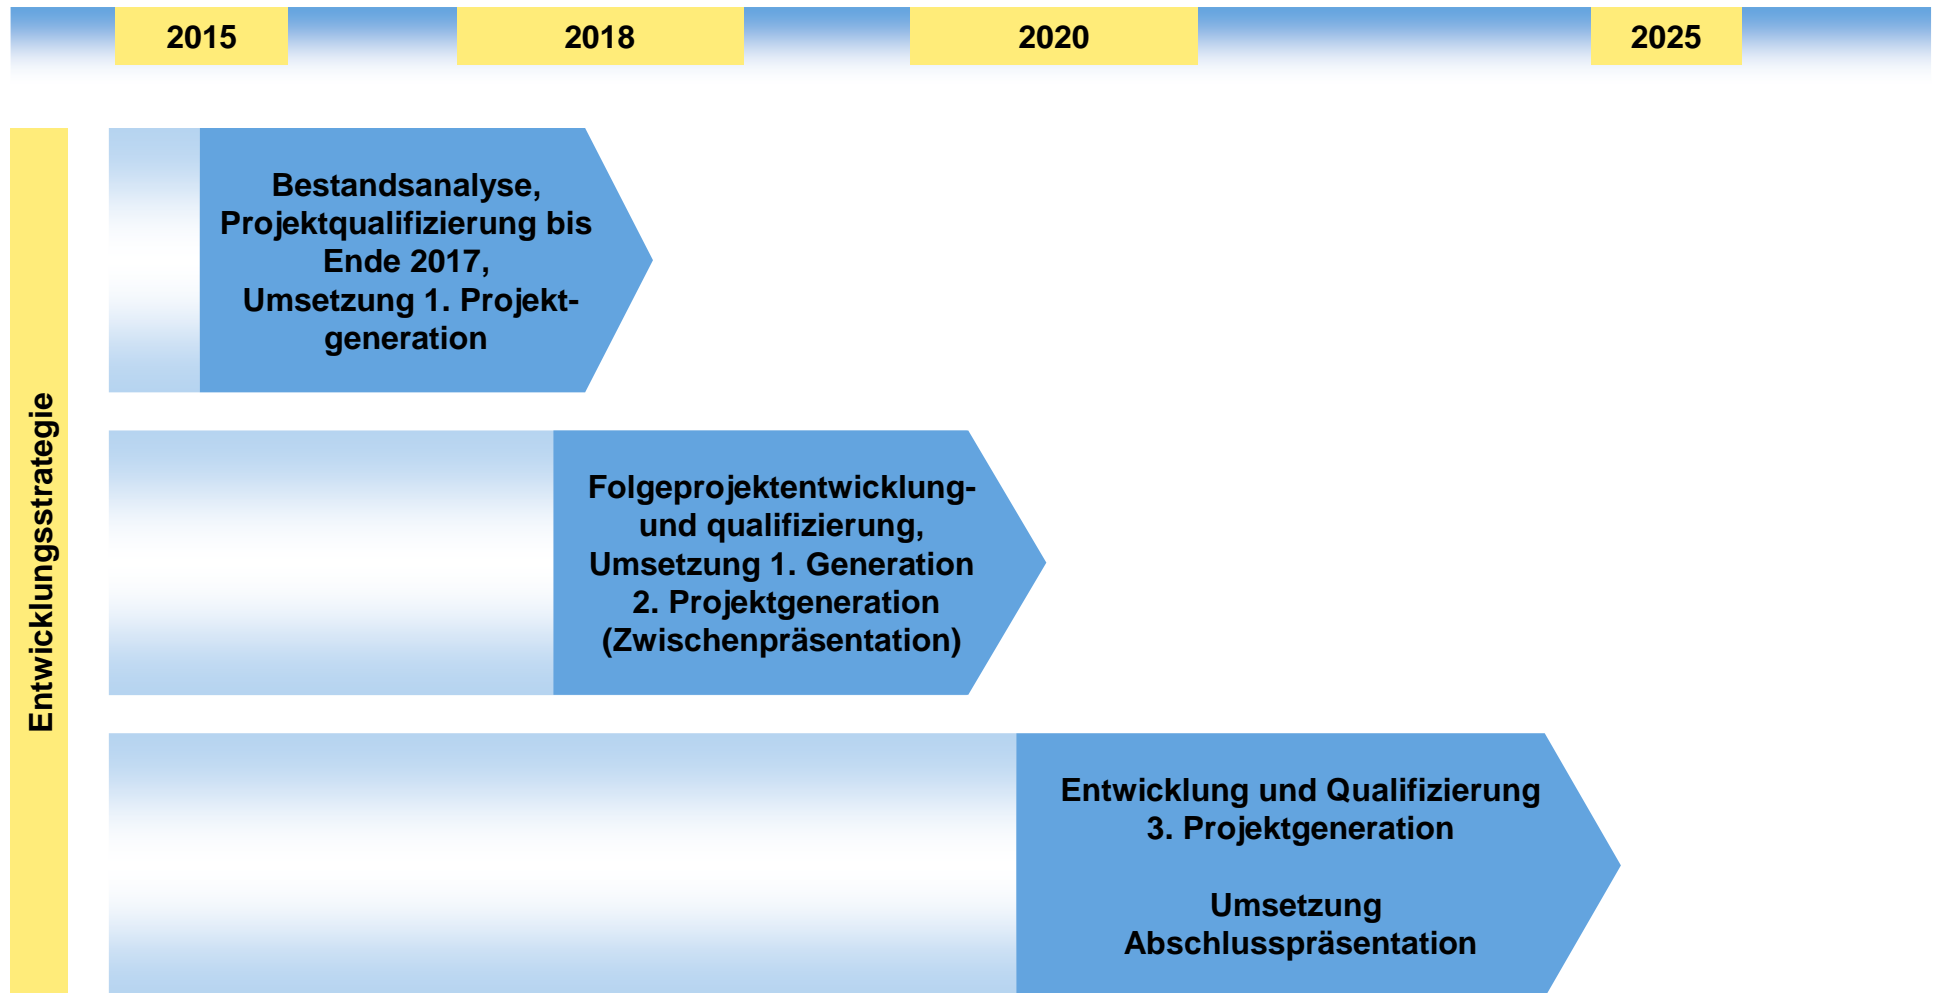 2015 2018 2020 2025
Entwicklungsstrategie
Bestandsanalyse,
Projektqualifizierung bis
Ende 2017,
Umsetzung 1. Projekt-
generation
Folgeprojektentwicklung-
und qualifizierung,
Umsetzung 1. Generation
2. Projektgeneration
(Zwischenpräsentation)
Entwicklung und Qualifizierung
3. Projektgeneration
Umsetzung
Abschlusspräsentation